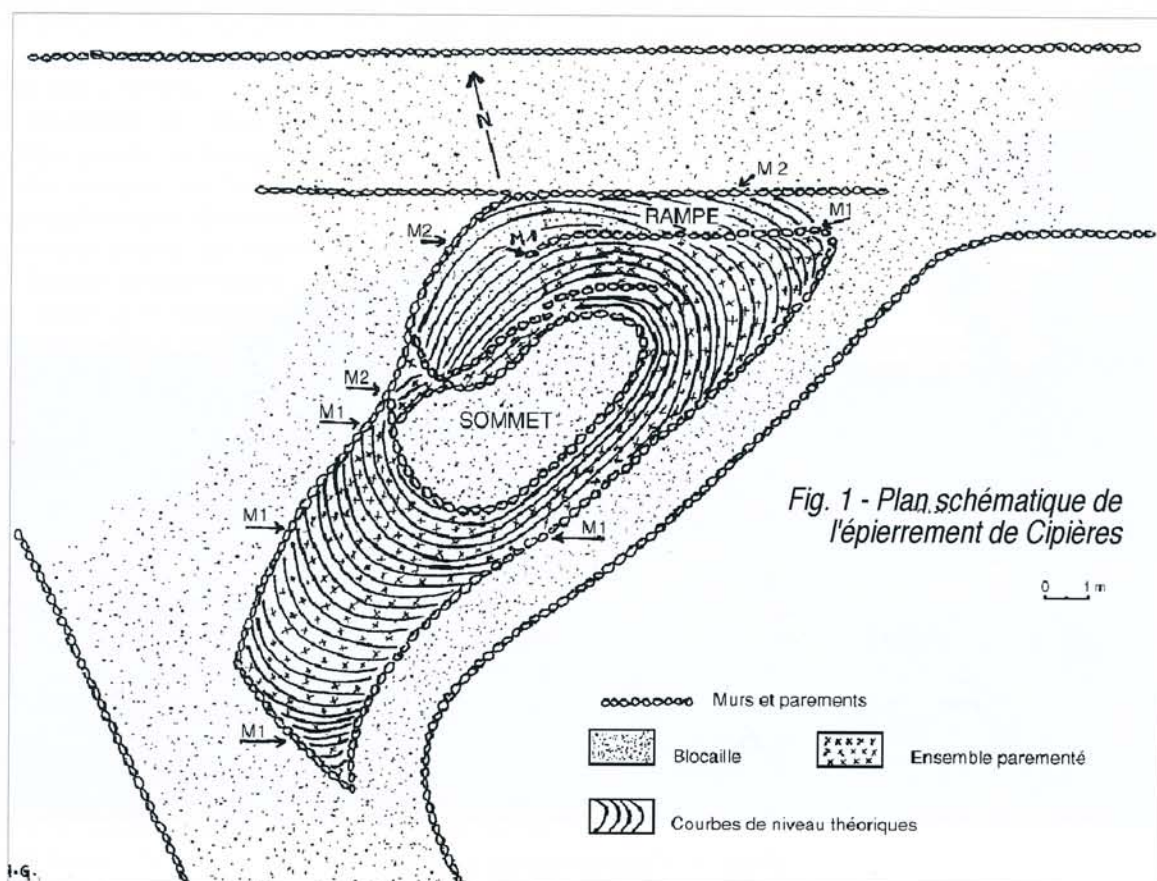 N
M 2
RAMPE
M1
M2
M1
M2
M1
SOMMET
M1
M1
M1
Fig. 1 - Plan schématique de
l'épierrement de Cipières
0 1 m
Murs et parements
Blocaille
Ensemble parementé
Courbes de niveau théoriques